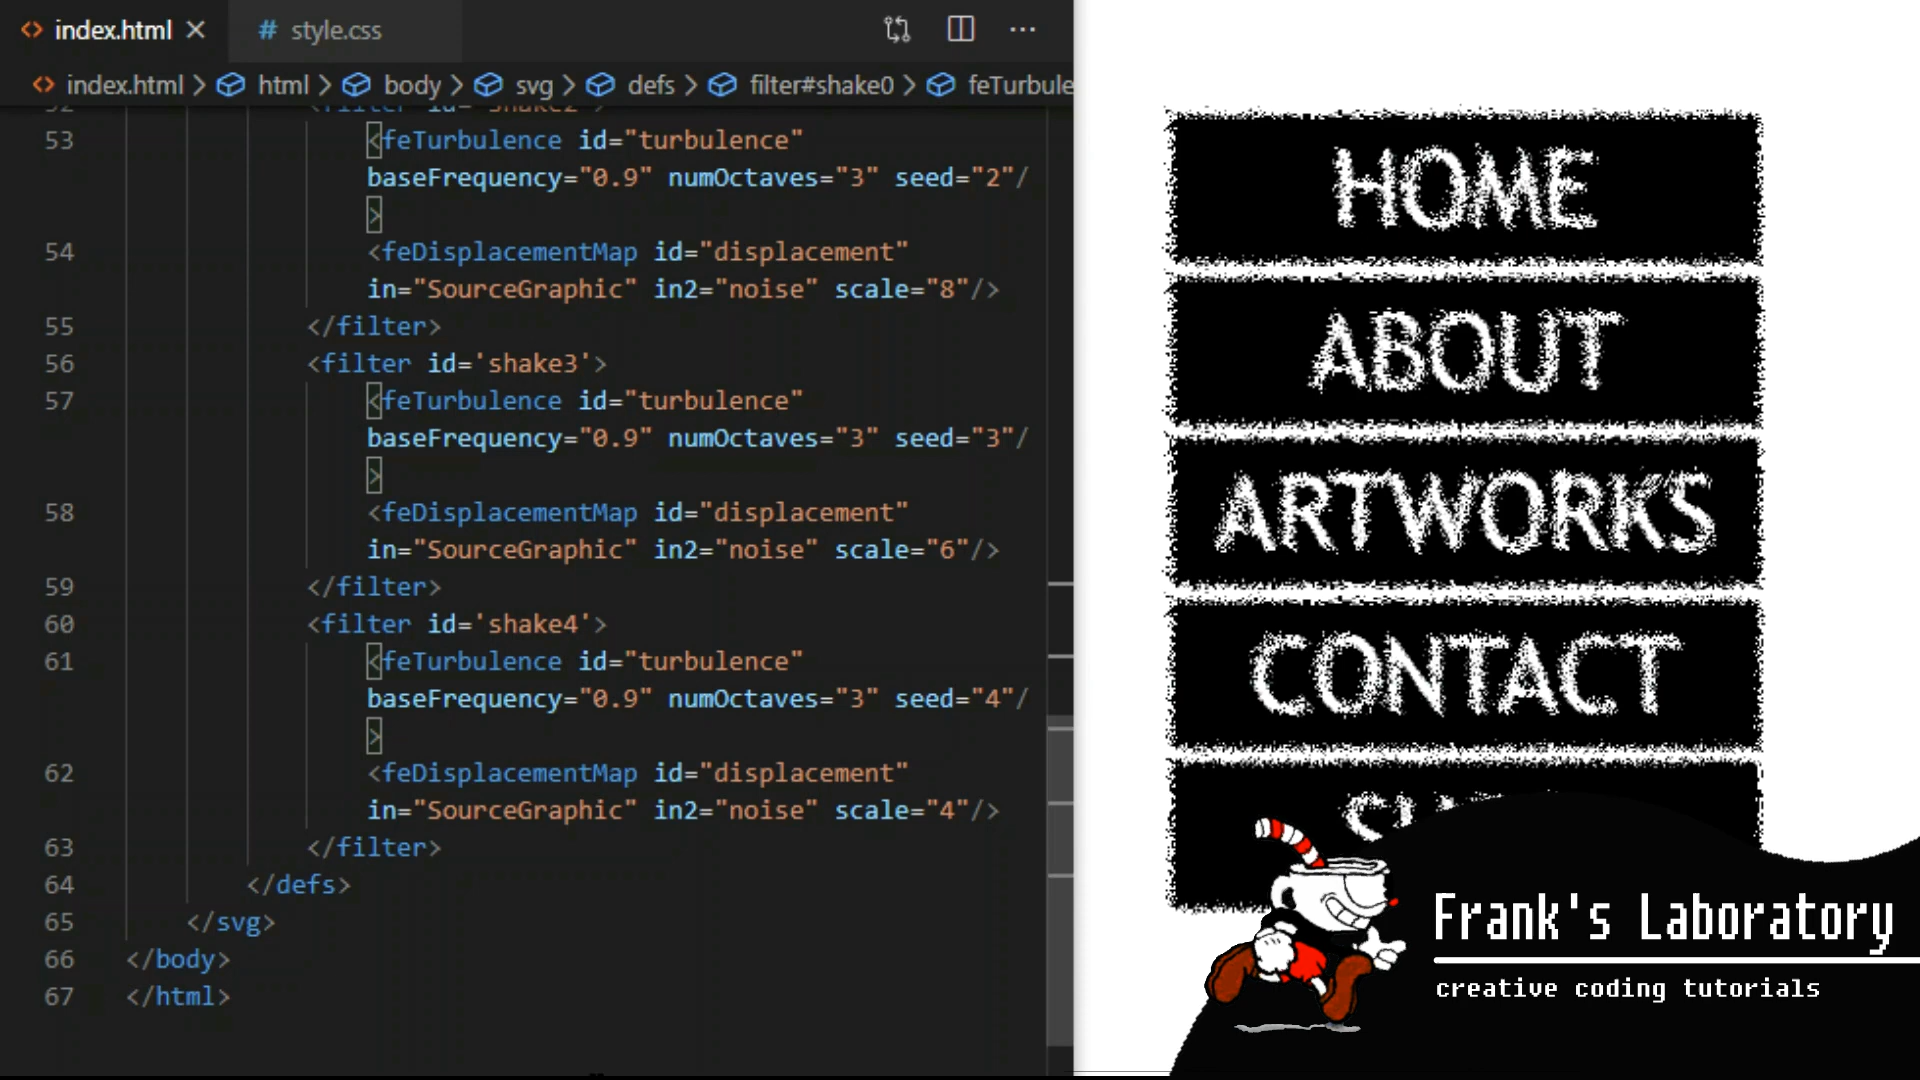 index.html
style.css
index.html > html > body > svg > defs > filter#shake0 > feTurbule
52 <filter id='shake2'>
53 <feTurbulence id="turbulence"
baseFrequency="0.9" numOctaves="3" seed="2"/
>
54 <feDisplacementMap id="displacement"
in="SourceGraphic" in2="noise" scale="8"/>
55 </filter>
56 <filter id='shake3'>
57 <feTurbulence id="turbulence"
baseFrequency="0.9" numOctaves="3" seed="3"/
>
58 <feDisplacementMap id="displacement"
in="SourceGraphic" in2="noise" scale="6"/>
59 </filter>
60 <filter id='shake4'>
61 <feTurbulence id="turbulence"
baseFrequency="0.9" numOctaves="3" seed="4"/
>
62 <feDisplacementMap id="displacement"
in="SourceGraphic" in2="noise" scale="4"/>
63 </filter>
64 </defs>
65 </svg>
66 </body>
67 </html>
HOME
ABOUT
ARTWORKS
CONTACT
Frank's Laboratory
creative coding tutorials